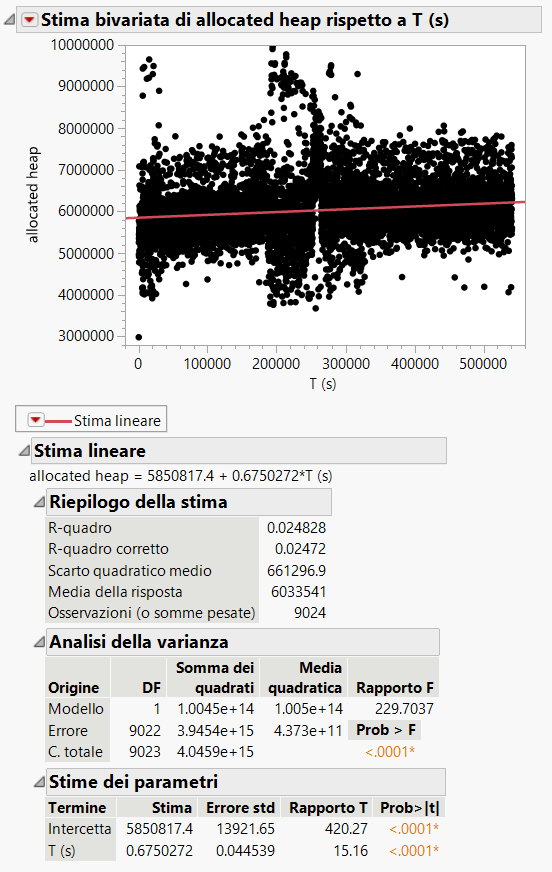 Stima bivariata di allocated heap rispetto a T (s)
10000000
9000000
8000000
7000000
6000000
5000000
4000000
3000000
allocated heap
0 100000 200000 300000 400000 500000
T (s)
Stima lineare
Stima lineare
allocated heap = 5850817.4 + 0.6750272*T (s)
Riepilogo della stima
R-quadro 0.024828
R-quadro corretto 0.02472
Scarto quadratico medio 661296.9
Media della risposta 6033541
Osservazioni (o somme pesate) 9024
Analisi della varianza
Somma dei Media
Origine DF quadrati quadratica Rapporto F
Modello 1 1.0045e+14 1.005e+14 229.7037
Errore 9022 3.9454e+15 4.373e+11 Prob > F
C. totale 9023 4.0459e+15 <.0001*
Stime dei parametri
Termine Stima Errore std Rapporto T Prob>|t|
Intercetta 5850817.4 13921.65 420.27 <.0001*
T (s) 0.6750272 0.044539 15.16 <.0001*